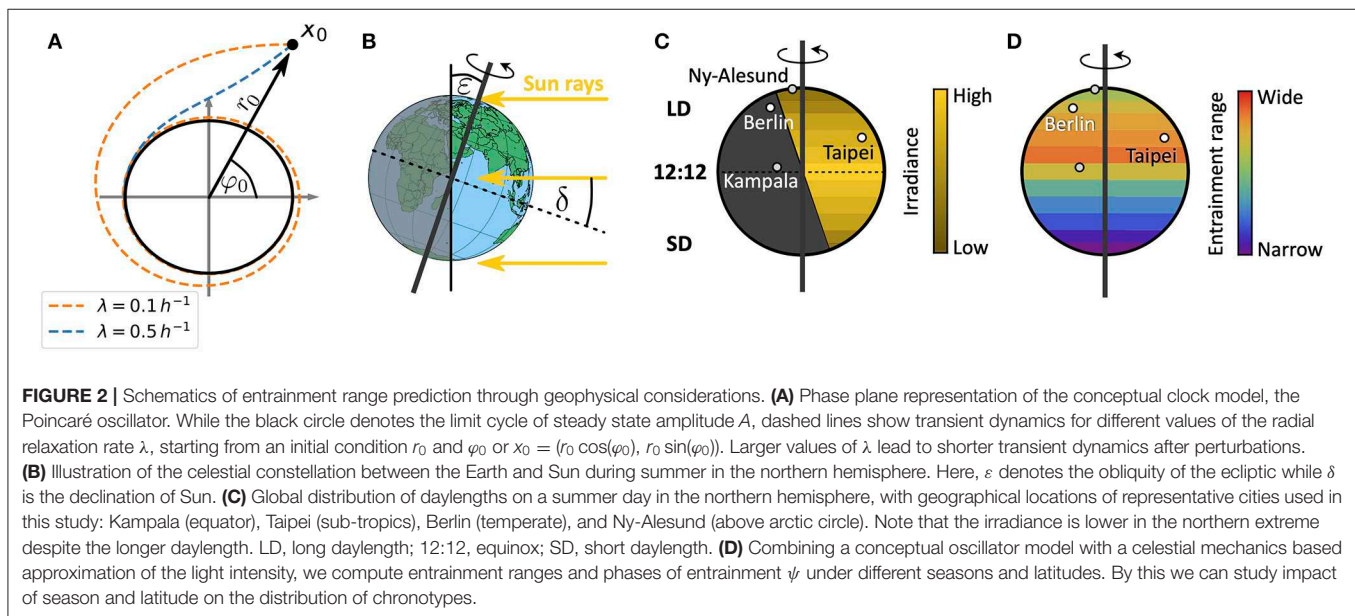 A
x₀
r₀
φ₀
λ = 0.1 h⁻¹
λ = 0.5 h⁻¹
B
ε
Sun rays
δ
C
Ny-Alesund
LD
Berlin
Taipei
12:12
Kampala
SD
High
Irradiance
Low
D
Berlin
Taipei
Wide
Entrainment range
Narrow
FIGURE 2 | Schematics of entrainment range prediction through geophysical considerations. (A) Phase plane representation of the conceptual clock model, the
Poincaré oscillator. While the black circle denotes the limit cycle of steady state amplitude A, dashed lines show transient dynamics for different values of the radial
relaxation rate λ, starting from an initial condition r₀ and φ₀ or x₀ = (r₀ cos(φ₀), r₀ sin(φ₀)). Larger values of λ lead to shorter transient dynamics after perturbations.
(B) Illustration of the celestial constellation between the Earth and Sun during summer in the northern hemisphere. Here, ε denotes the obliquity of the ecliptic while δ
is the declination of Sun. (C) Global distribution of daylengths on a summer day in the northern hemisphere, with geographical locations of representative cities used in
this study: Kampala (equator), Taipei (sub-tropics), Berlin (temperate), and Ny-Alesund (above arctic circle). Note that the irradiance is lower in the northern extreme
despite the longer daylength. LD, long daylength; 12:12, equinox; SD, short daylength. (D) Combining a conceptual oscillator model with a celestial mechanics based
approximation of the light intensity, we compute entrainment ranges and phases of entrainment ψ under different seasons and latitudes. By this we can study impact
of season and latitude on the distribution of chronotypes.